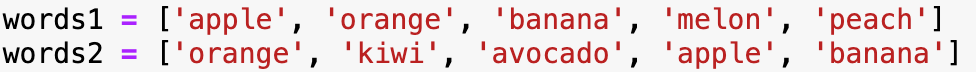 words1 = ['apple', 'orange', 'banana', 'melon', 'peach']
words2 = ['orange', 'kiwi', 'avocado', 'apple', 'banana']